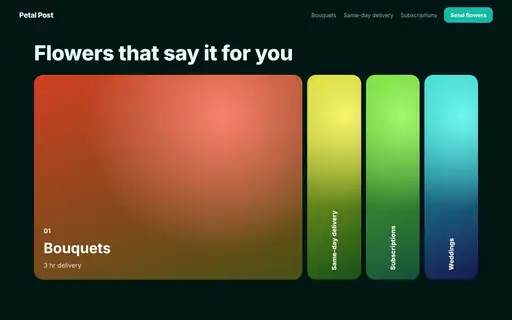 Petal Post
Bouquets
Same-day delivery
Subscriptions
Send flowers
Flowers that say it for you
01
Bouquets
3 hr delivery
Same-day delivery
Subscriptions
Weddings